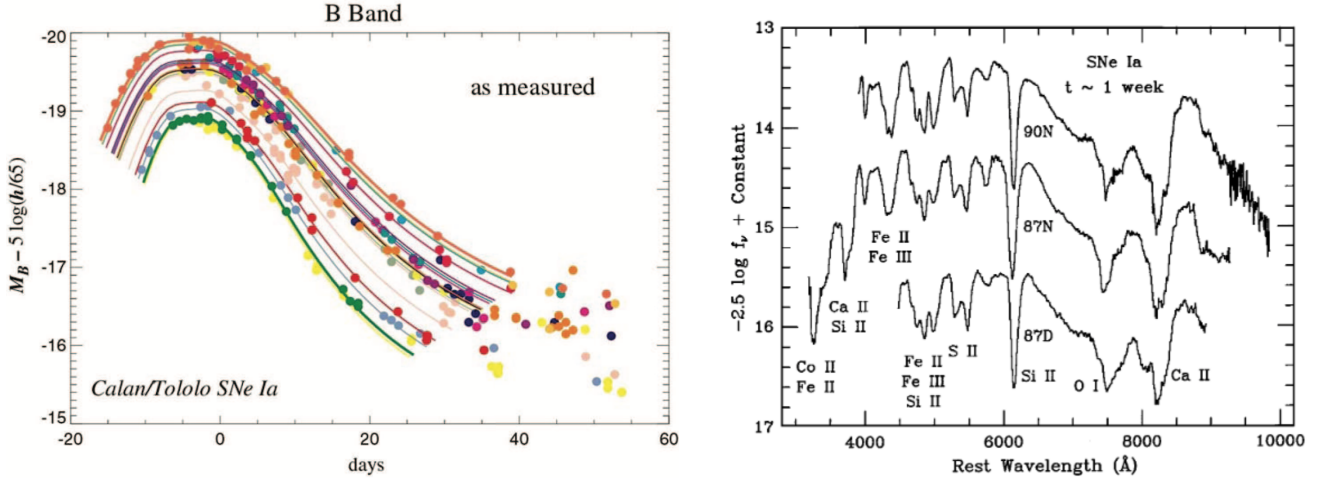 B Band
as measured
Calan/Tololo SNe Ia
M_B – 5 log(h/65)
-20
-19
-18
-17
-16
-15
-20
0
20
40
60
days
SNe Ia
t ~ 1 week
90N
87N
87D
Fe II
Fe III
Ca II
Si II
Co II
Fe II
Fe II
Fe III
Si II
S II
Si II
O I
Ca II
-2.5 log f_ν + Constant
13
14
15
16
17
4000
6000
8000
10000
Rest Wavelength (Å)